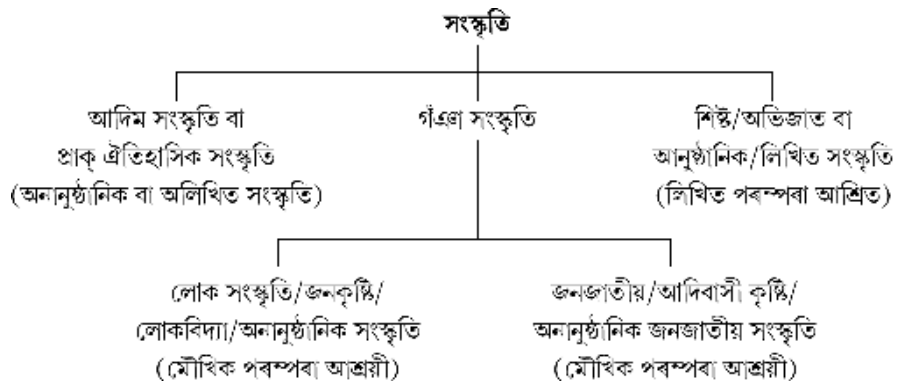 সংস্কৃতি
আদিম সংস্কৃতি বা
প্ৰাক্ ঐতিহাসিক সংস্কৃতি
(অনানুষ্ঠানিক বা অলিখিত সংস্কৃতি)
গঁঞা সংস্কৃতি
শিষ্ট/অভিজাত বা
আনুষ্ঠানিক/লিখিত সংস্কৃতি
(লিখিত পৰম্পৰা আশ্ৰিত)
লোক সংস্কৃতি/জনকৃষ্টি/
লোকবিদ্যা/অনানুষ্ঠানিক সংস্কৃতি
(মৌখিক পৰম্পৰা আশ্ৰয়ী)
জনজাতীয়/আদিবাসী কৃষ্টি/
অনানুষ্ঠানিক জনজাতীয় সংস্কৃতি
(মৌখিক পৰম্পৰা আশ্ৰয়ী)